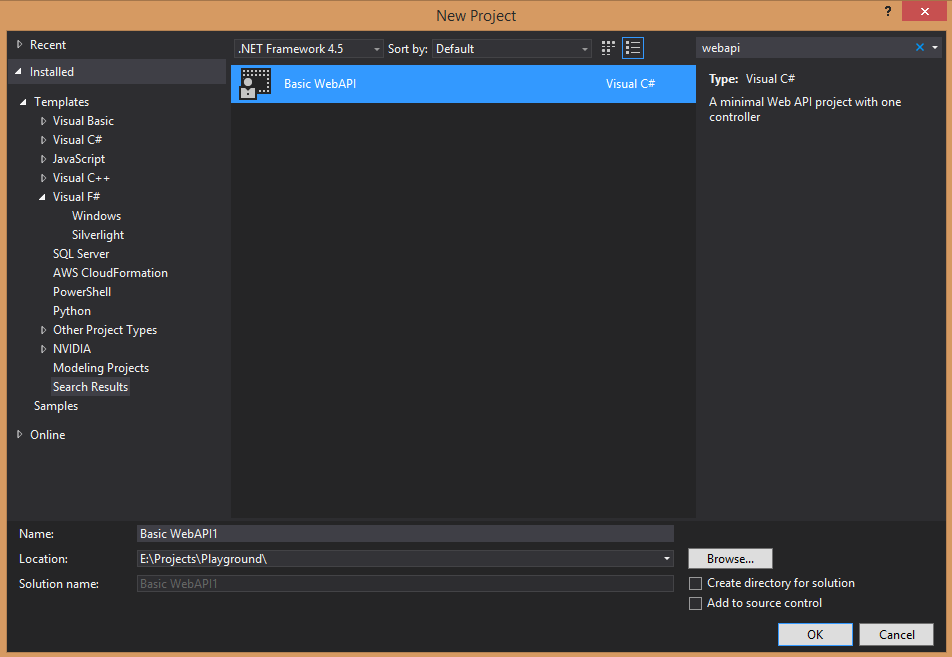 New Project
?
Recent
Installed
Templates
Visual Basic
Visual C#
JavaScript
Visual C++
Visual F#
Windows
Silverlight
SQL Server
AWS CloudFormation
PowerShell
Python
Other Project Types
NVIDIA
Modeling Projects
Search Results
Samples
Online
.NET Framework 4.5 Sort by: Default
Basic WebAPI Visual C#
webapi
Type: Visual C#
A minimal Web API project with one
controller
Name: Basic WebAPI1
Location: E:\Projects\Playground\ Browse...
Solution name: Basic WebAPI1
Create directory for solution
Add to source control
OK Cancel